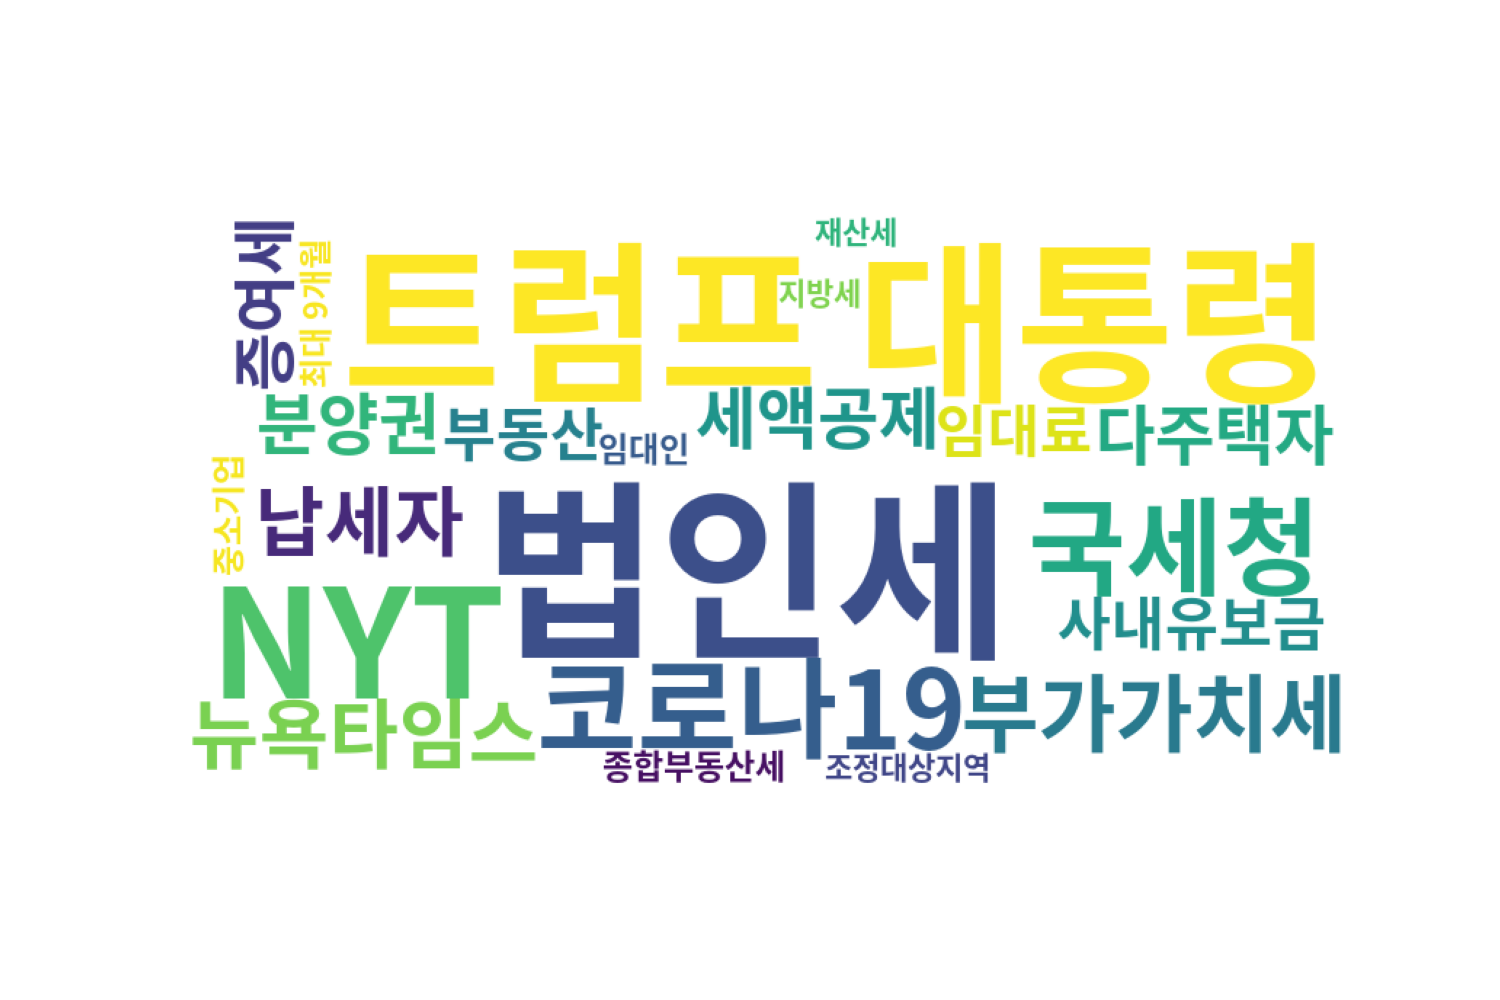 재산세
트럼프 대통령
증여세
최대 9개월
지방세
분양권
부동산
임대인
세액공제
임대료
다주택자
중소기업
납세자
법인세
국세청
NYT
사내유보금
뉴욕타임스
코로나19
부가가치세
종합부동산세
조정대상지역